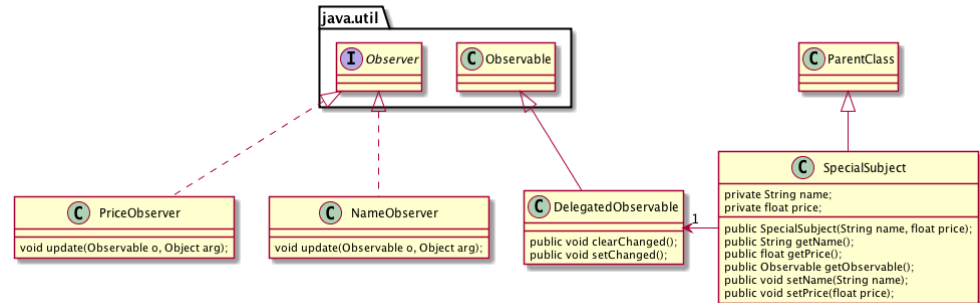 java.util
I Observer
C Observable
C ParentClass
C PriceObserver
void update(Observable o, Object arg);
C NameObserver
void update(Observable o, Object arg);
C DelegatedObservable
public void clearChanged();
public void setChanged();
1
C SpecialSubject
private String name;
private float price;
public SpecialSubject(String name, float price);
public String getName();
public float getPrice();
public Observable getObservable();
public void setName(String name);
public void setPrice(float price);